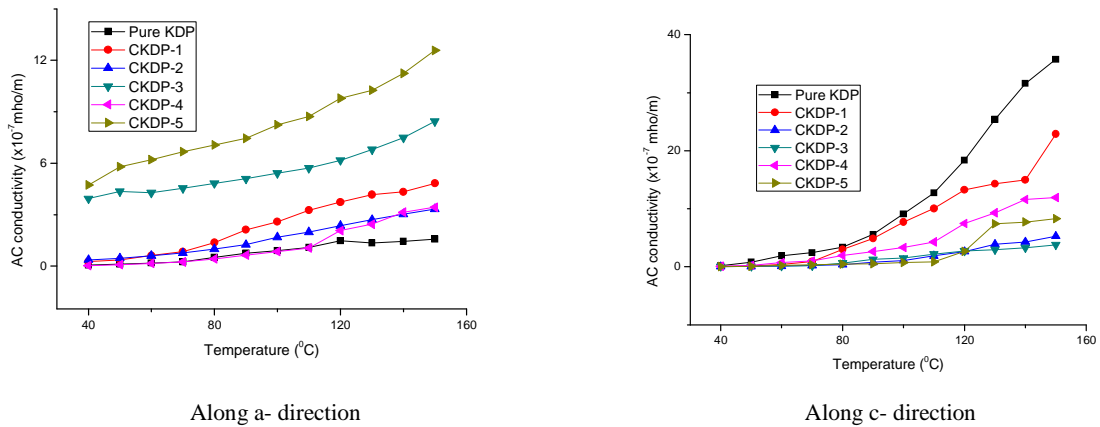 Pure KDP
CKDP-1
CKDP-2
CKDP-3
CKDP-4
CKDP-5
12
6
0
AC conductivity (x10⁻⁷ mho/m)
40
80
120
160
Temperature (⁰C)
Along a- direction
40
0
-40
AC conductivity (x10⁻⁷ mho/m)
Pure KDP
CKDP-1
CKDP-2
CKDP-3
CKDP-4
CKDP-5
40
80
120
160
Temperature (⁰C)
Along c- direction